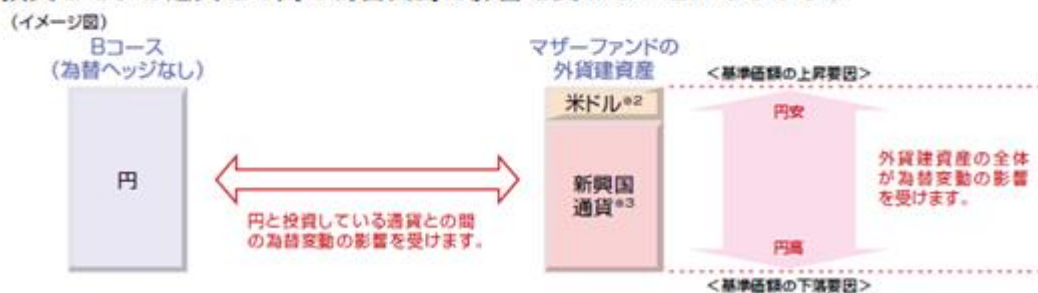 (イメージ図)
Bコース
(為替ヘッジなし)
円
円と投資している通貨との間
の為替変動の影響を受けます。
マザーファンドの
外貨建資産
米ドル※2
新興国
通貨※3
<基準価額の上昇要因>
円安
円高
<基準価額の下落要因>
外貨建資産の全体
が為替変動の影響
を受けます。